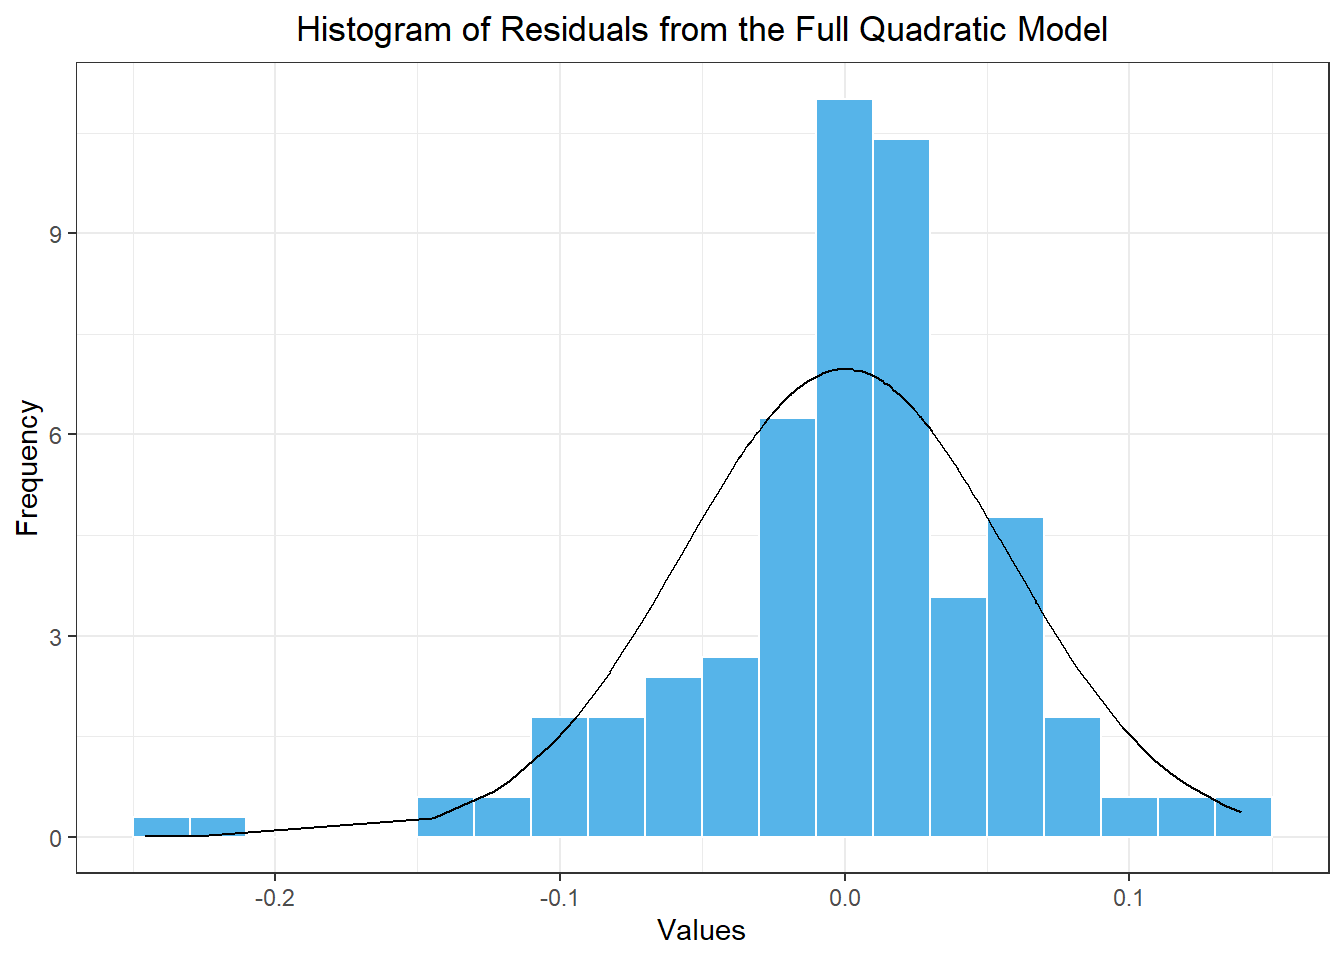 Histogram of Residuals from the Full Quadratic Model
Frequency
9
6
3
0
-0.2 -0.1 0.0 0.1
Values